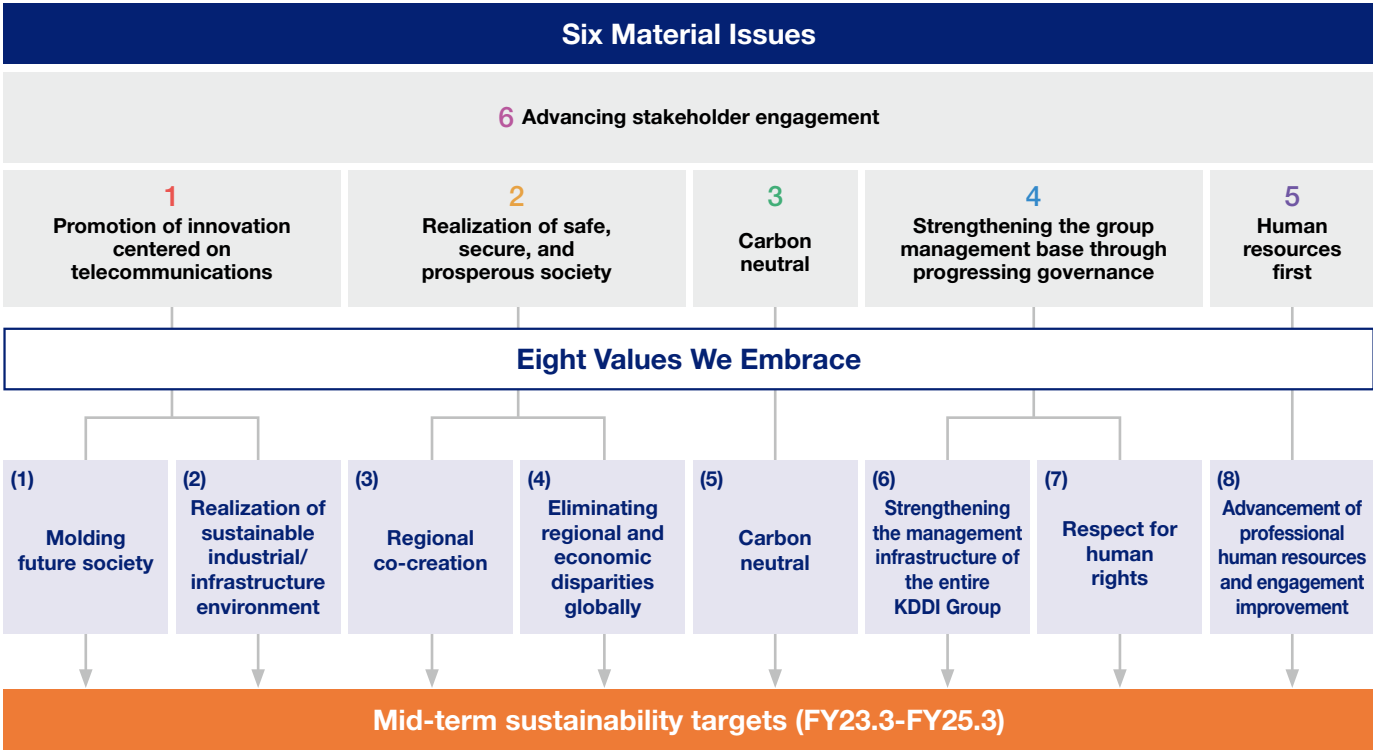 Six Material Issues
6 Advancing stakeholder engagement
1
Promotion of innovation
centered on
telecommunications
2
Realization of safe,
secure, and
prosperous society
3
Carbon
neutral
4
Strengthening the group
management base through
progressing governance
5
Human
resources
first
Eight Values We Embrace
(1)
Molding
future society
(2)
Realization of
sustainable
industrial/
infrastructure
environment
(3)
Regional
co-creation
(4)
Eliminating
regional and
economic
disparities
globally
(5)
Carbon
neutral
(6)
Strengthening
the management
infrastructure of
the entire
KDDI Group
(7)
Respect for
human
rights
(8)
Advancement of
professional
human resources
and engagement
improvement
Mid-term sustainability targets (FY23.3-FY25.3)